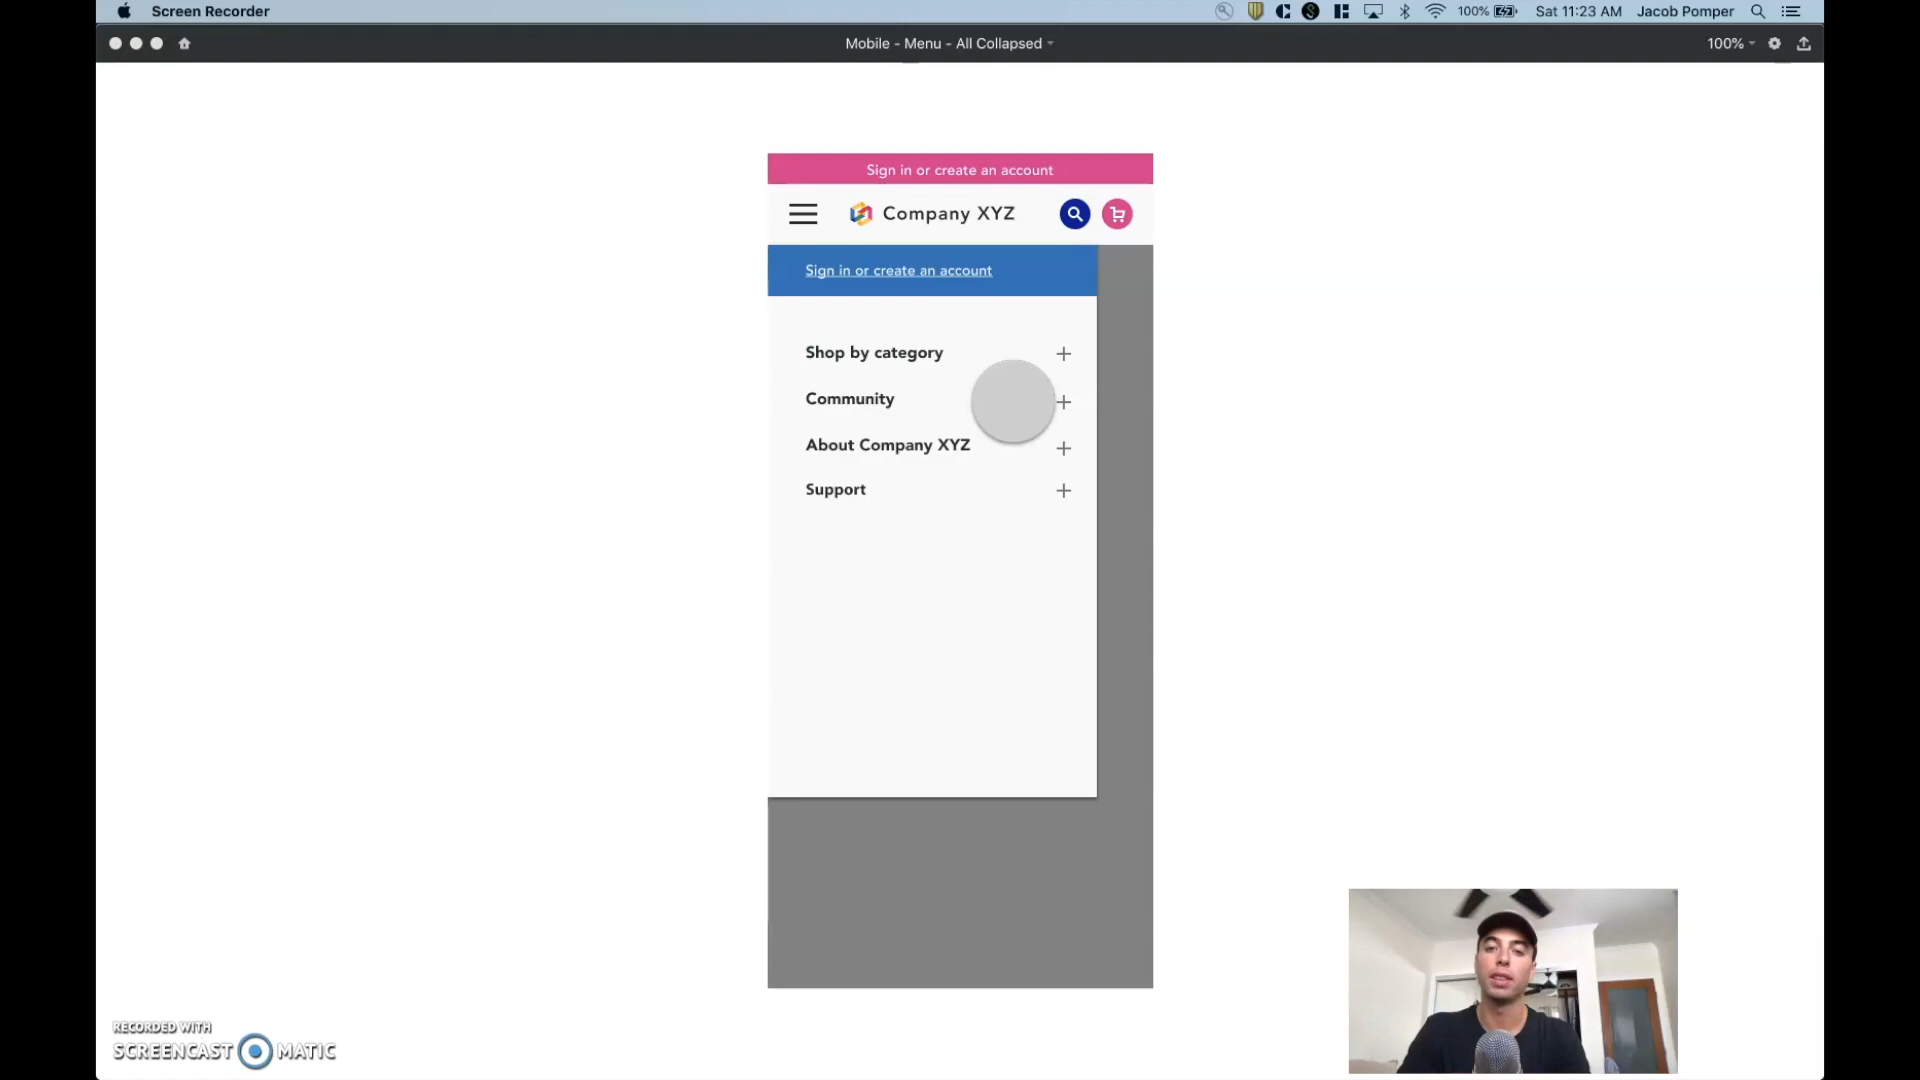 Screen Recorder
100%
Sat 11:23 AM
Jacob Pomper
Mobile - Menu - All Collapsed
100%
Sign in or create an account
Company XYZ
Sign in or create an account
Shop by category
Community
About Company XYZ
Support
RECORDED WITH
SCREENCAST MATIC